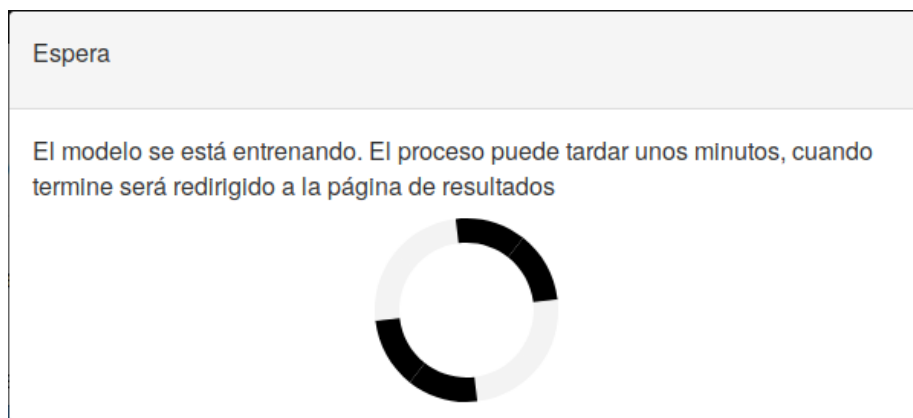 Espera
El modelo se está entrenando. El proceso puede tardar unos minutos, cuando
termine será redirigido a la página de resultados